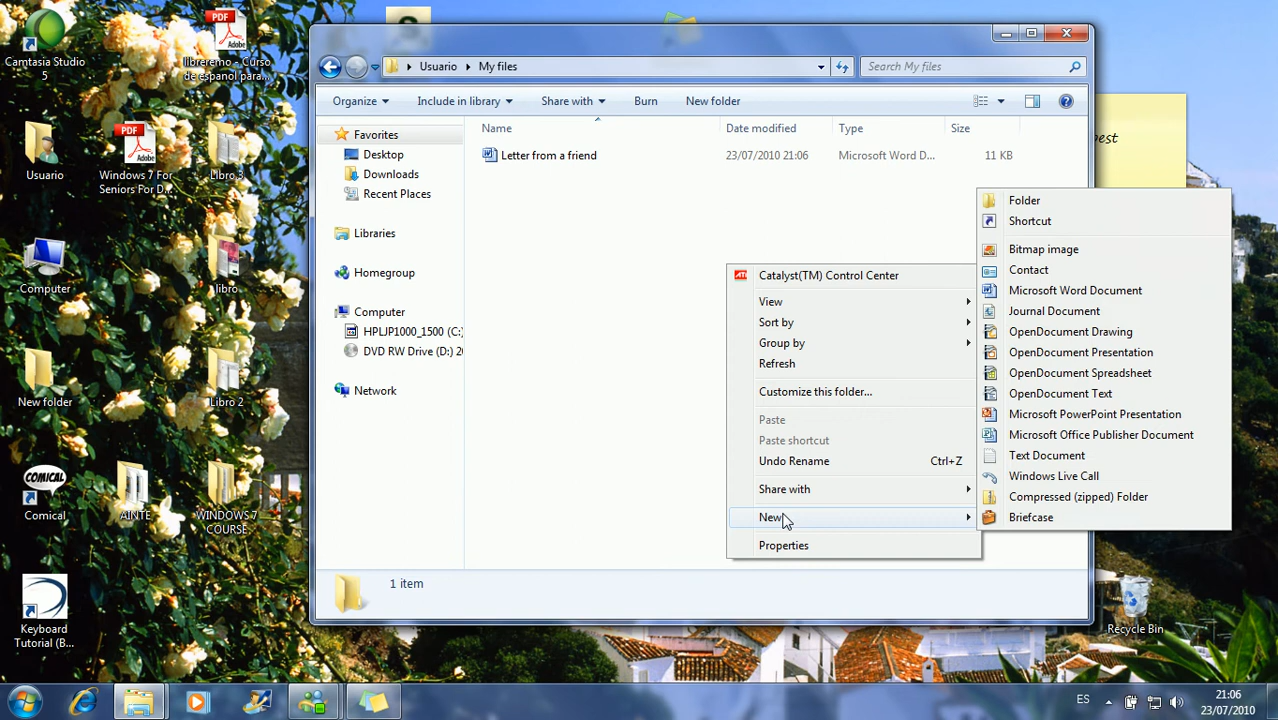 Camtasia Studio
5
PDF
Adobe
libreremo - Curso
de espanol para...
Usuario
PDF
Adobe
Windows 7 For
Seniors For D...
Libro 3
Computer
libro
New folder
Libro 2
COMICAL
Comical
AINTE
WINDOWS 7
COURSE
Keyboard
Tutorial (B...
Usuario
My files
Search My files
Organize
Include in library
Share with
Burn
New folder
Favorites
Desktop
Downloads
Recent Places
Libraries
Homegroup
Computer
HPLJP1000_1500 (C:)
DVD RW Drive (D:) 20
Network
Name
Date modified
Type
Size
Letter from a friend
23/07/2010 21:06
Microsoft Word D...
11 KB
ATI
Catalyst(TM) Control Center
View
Sort by
Group by
Refresh
Customize this folder...
Paste
Paste shortcut
Undo Rename Ctrl+Z
Share with
New
Properties
Folder
Shortcut
Bitmap image
Contact
Microsoft Word Document
Journal Document
OpenDocument Drawing
OpenDocument Presentation
OpenDocument Spreadsheet
OpenDocument Text
Microsoft PowerPoint Presentation
Microsoft Office Publisher Document
Text Document
Windows Live Call
Compressed (zipped) Folder
Briefcase
1 item
Recycle Bin
ES
21:06
23/07/2010